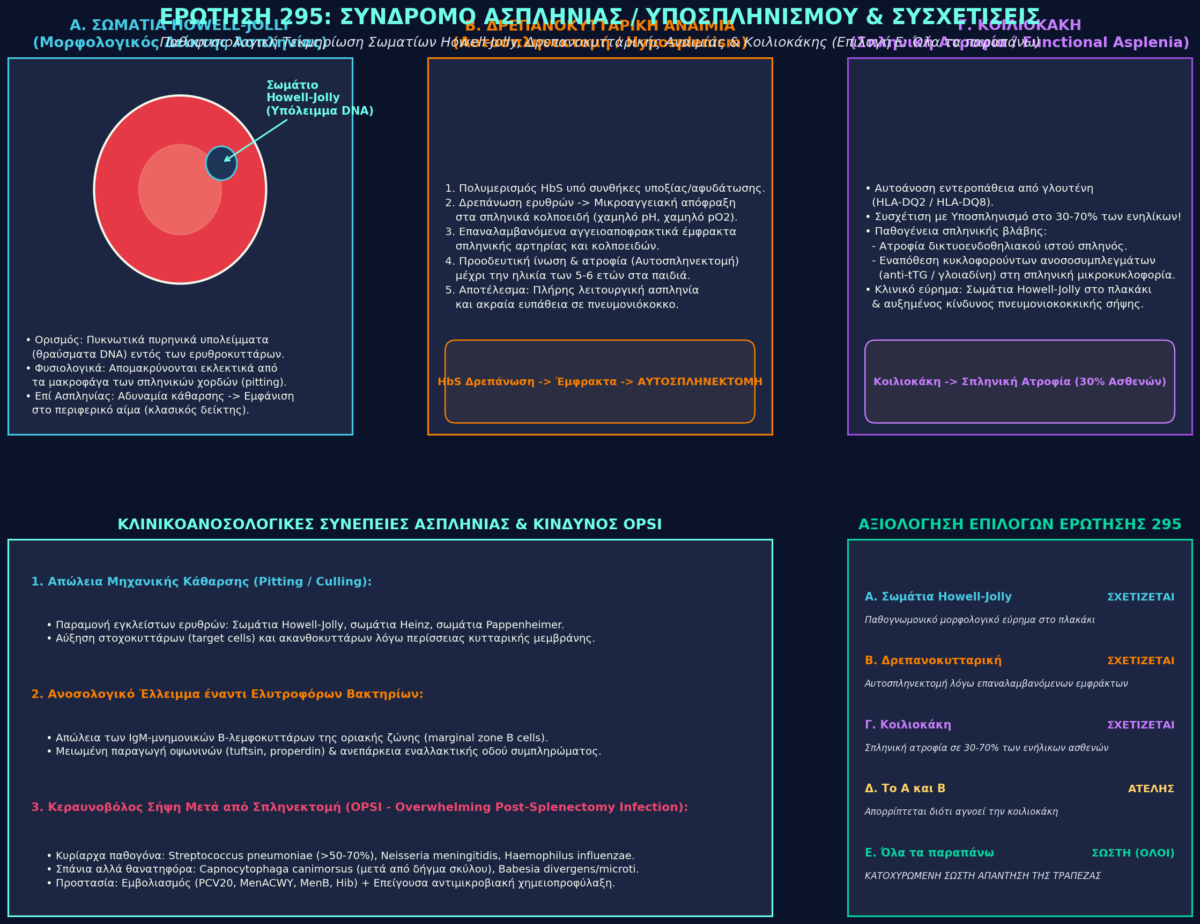 ΕΡΩΤΗΣΗ 295: ΣΥΝΔΡΟΜΟ ΑΣΠΛΗΝΙΑΣ / ΥΠΟΣΠΛΗΝΙΣΜΟΥ & ΣΥΣΧΕΤΙΣΕΙΣ
Α. ΣΩΜΑΤΙΑ HOWELL-JOLLY
(Μορφολογικός
Σωμάτιο
Howell-Jolly
(Υπόλειμμα DNA)
• Ορισμός: Πυκνωτικά πυρηνικά υπολείμματα
(θραύσματα DNA) εντός των ερυθροκυττάρων.
• Φυσιολογικά: Απομακρύνονται εκλεκτικά από
τα μακροφάγα των σπληνικών χορδών (pitting).
• Επί Ασπληνίας: Αδυναμία κάθαρσης -> Εμφάνιση
στο περιφερικό αίμα (κλασικός δείκτης).
Β. ΔΡΕΠΑΝΟΚΥΤΤΑΡΙΚΗ ΑΝΑΙΜΙΑ
1. Πολυμερισμός HbS υπό συνθήκες υποξίας/αφυδάτωσης.
2. Δρεπάνωση ερυθρών -> Μικροαγγειακή απόφραξη
στα σπληνικά κολποειδή (χαμηλό pH, χαμηλό pO2).
3. Επαναλαμβανόμενα αγγειοαποφρακτικά έμφρακτα
σπληνικής αρτηρίας και κολποειδών.
4. Προοδευτική ίνωση & ατροφία (Αυτοσπληνεκτομή)
μέχρι την ηλικία των 5-6 ετών στα παιδιά.
5. Αποτέλεσμα: Πλήρης λειτουργική ασπληνία
και ακραία ευπάθεια σε πνευμονιόκοκκο.
HbS Δρεπάνωση -> Έμφρακτα -> ΑΥΤΟΣΠΛΗΝΕΚΤΟΜΗ
Γ. ΚΟΙΛΙΟΚΑΚΗ
Functional Asplenia)
• Αυτοάνοση εντεροπάθεια από γλουτένη
(HLA-DQ2 / HLA-DQ8).
• Συσχέτιση με Υποσπληνισμό στο 30-70% των ενηλίκων!
• Παθογένεια σπληνικής βλάβης:
- Ατροφία δικτυοενδοθηλιακού ιστού σπληνός.
- Εναπόθεση κυκλοφορούντων ανοσοσυμπλεγμάτων
(anti-tTG / γλοιαδίνη) στη σπληνική μικροκυκλοφορία.
• Κλινικό εύρημα: Σωμάτια Howell-Jolly στο πλακάκι
& αυξημένος κίνδυνος πνευμονιοκοκκικής σήψης.
Κοιλιοκάκη -> Σπληνική Ατροφία (30% Ασθενών)
ΚΛΙΝΙΚΟΑΝΟΣΟΛΟΓΙΚΕΣ ΣΥΝΕΠΕΙΕΣ ΑΣΠΛΗΝΙΑΣ & ΚΙΝΔΥΝΟΣ OPSI
1. Απώλεια Μηχανικής Κάθαρσης (Pitting / Culling):
• Παραμονή εγκλείστων ερυθρών: Σωμάτια Howell-Jolly, σωμάτια Heinz, σωμάτια Pappenheimer.
• Αύξηση στοχοκυττάρων (target cells) και ακανθοκυττάρων λόγω περίσσειας κυτταρικής μεμβράνης.
2. Ανοσολογικό Έλλειμμα έναντι Ελυτροφόρων Βακτηρίων:
• Απώλεια των IgM-μνημονικών Β-λεμφοκυττάρων της οριακής ζώνης (marginal zone B cells).
• Μειωμένη παραγωγή οψωνινών (tuftsin, properdin) & ανεπάρκεια εναλλακτικής οδού συμπληρώματος.
3. Κεραυνοβόλος Σήψη Μετά από Σπληνεκτομή (OPSI - Overwhelming Post-Splenectomy Infection):
• Κυρίαρχα παθογόνα: Streptococcus pneumoniae (>50-70%), Neisseria meningitidis, Haemophilus influenzae.
• Σπάνια αλλά θανατηφόρα: Capnocytophaga canimorsus (μετά από δήγμα σκύλου), Babesia divergens/microti.
• Προστασία: Εμβολιασμός (PCV20, MenACWY, MenB, Hib) + Επείγουσα αντιμικροβιακή χημειοπροφύλαξη.
ΑΞΙΟΛΟΓΗΣΗ ΕΠΙΛΟΓΩΝ ΕΡΩΤΗΣΗΣ 295
Α. Σωμάτια Howell-Jolly ΣΧΕΤΙΖΕΤΑΙ
Παθογνωμονικό μορφολογικό εύρημα στο πλακάκι
Β. Δρεπανοκυτταρική ΣΧΕΤΙΖΕΤΑΙ
Αυτοσπληνεκτομή λόγω επαναλαμβανόμενων εμφράκτων
Γ. Κοιλιοκάκη ΣΧΕΤΙΖΕΤΑΙ
Σπληνική ατροφία σε 30-70% των ενήλικων ασθενών
Δ. Το Α και Β ΑΤΕΛΗΣ
Απορρίπτεται διότι αγνοεί την κοιλιοκάκη
Ε. Όλα τα παραπάνω ΣΩΣΤΗ (ΟΛΟΙ)
ΚΑΤΟΧΥΡΩΜΕΝΗ ΣΩΣΤΗ ΑΠΑΝΤΗΣΗ ΤΗΣ ΤΡΑΠΕΖΑΣ